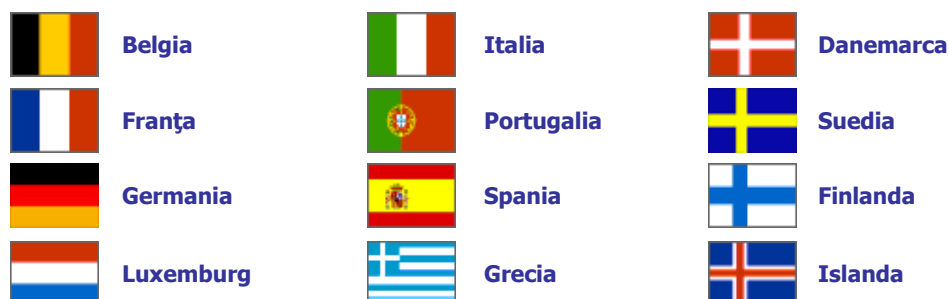 Belgia
Italia
Danemarca
Franţa
Portugalia
Suedia
Germania
Spania
Finlanda
Luxemburg
Grecia
Islanda